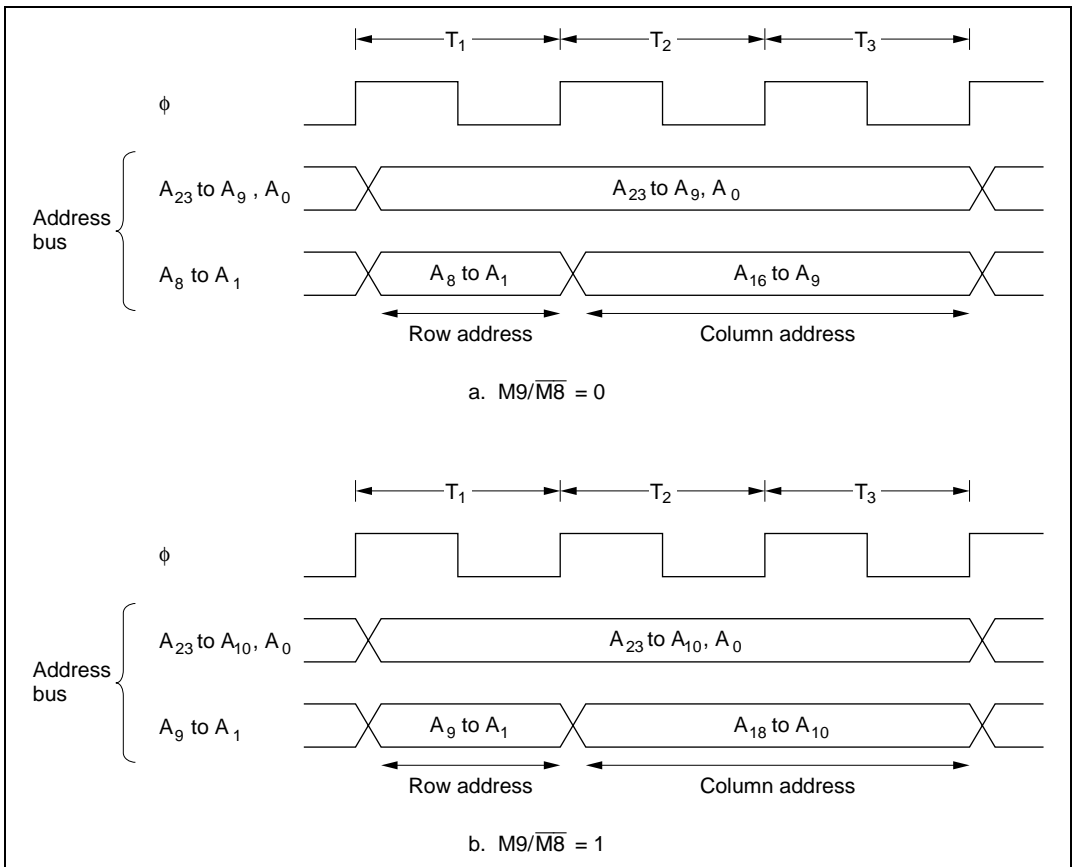 T₁ T₂ T₃
ϕ
A₂₃ to A₉ , A₀ A₂₃ to A₉, A₀
Address
bus
A₈ to A₁ A₈ to A₁ A₁₆ to A₉
Row address Column address
a. M9/M̅8̅ = 0
T₁ T₂ T₃
ϕ
A₂₃ to A₁₀, A₀ A₂₃ to A₁₀, A₀
Address
bus
A₉ to A₁ A₉ to A₁ A₁₈ to A₁₀
Row address Column address
b. M9/M̅8̅ = 1